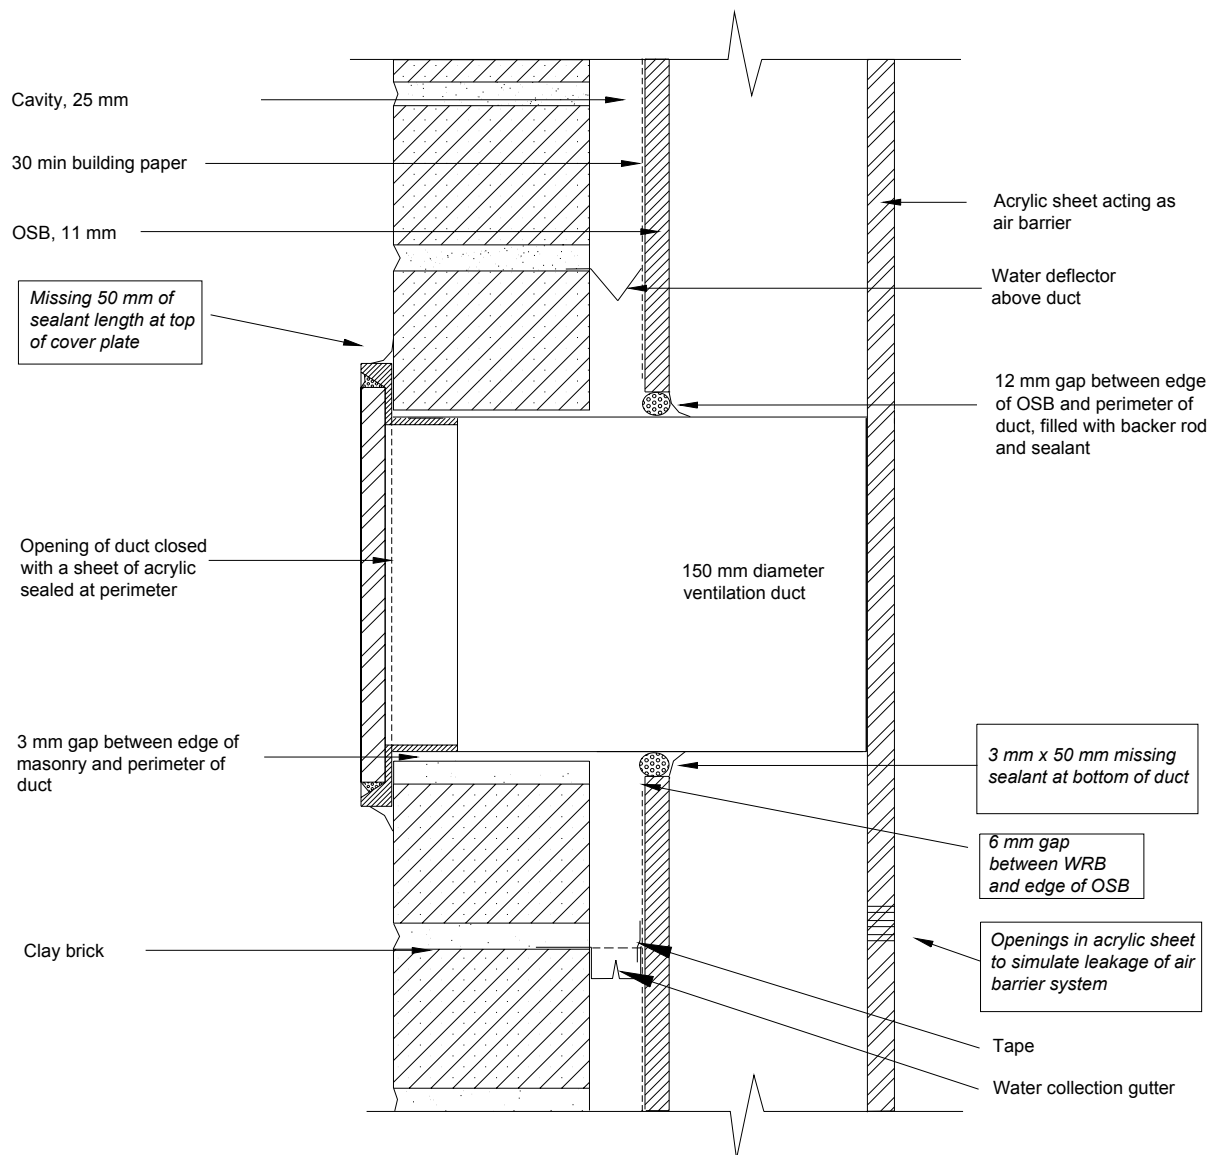 Cavity, 25 mm
30 min building paper
OSB, 11 mm
Missing 50 mm of
sealant length at top
of cover plate
Opening of duct closed
with a sheet of acrylic
sealed at perimeter
3 mm gap between edge of
masonry and perimeter of
duct
Clay brick
150 mm diameter
ventilation duct
Acrylic sheet acting as
air barrier
Water deflector
above duct
12 mm gap between edge
of OSB and perimeter of
duct, filled with backer rod
and sealant
3 mm x 50 mm missing
sealant at bottom of duct
6 mm gap
between WRB
and edge of OSB
Openings in acrylic sheet
to simulate leakage of air
barrier system
Tape
Water collection gutter